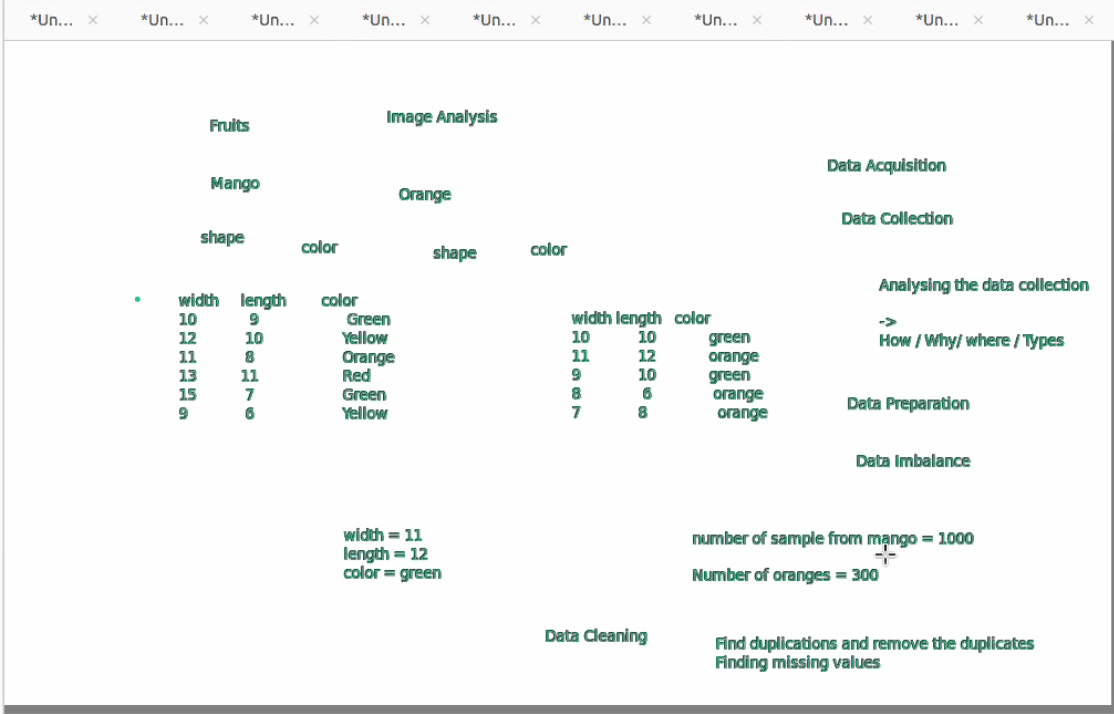 *Un... × *Un... × *Un... × *Un... × *Un... × *Un... × *Un... × *Un... × *Un... × *Un... ×
Fruits
Image Analysis
Mango
Orange
shape
color
shape
color
width length color
10 9 Green
12 10 Yellow
11 8 Orange
13 11 Red
15 7 Green
9 6 Yellow
width length color
10 10 green
11 12 orange
9 10 green
8 6 orange
7 8 orange
Data Acquisition
Data Collection
Analysing the data collection
->
How / Why/ where / Types
Data Preparation
Data Imbalance
width = 11
length = 12
color = green
number of sample from mango = 1000
Number of oranges = 300
Data Cleaning
Find duplications and remove the duplicates
Finding missing values